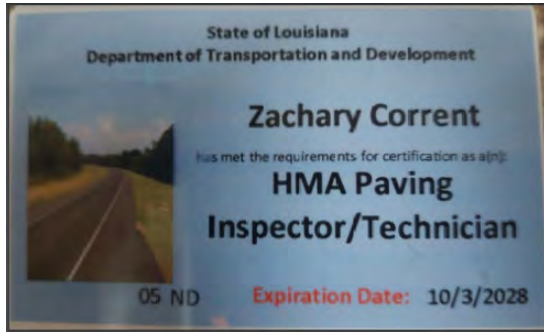 State of Louisiana
Department of Transportation and Development
Zachary Corrent
has met the requirements for certification as a(n):
HMA Paving
Inspector/Technician
05 ND
Expiration Date: 10/3/2028